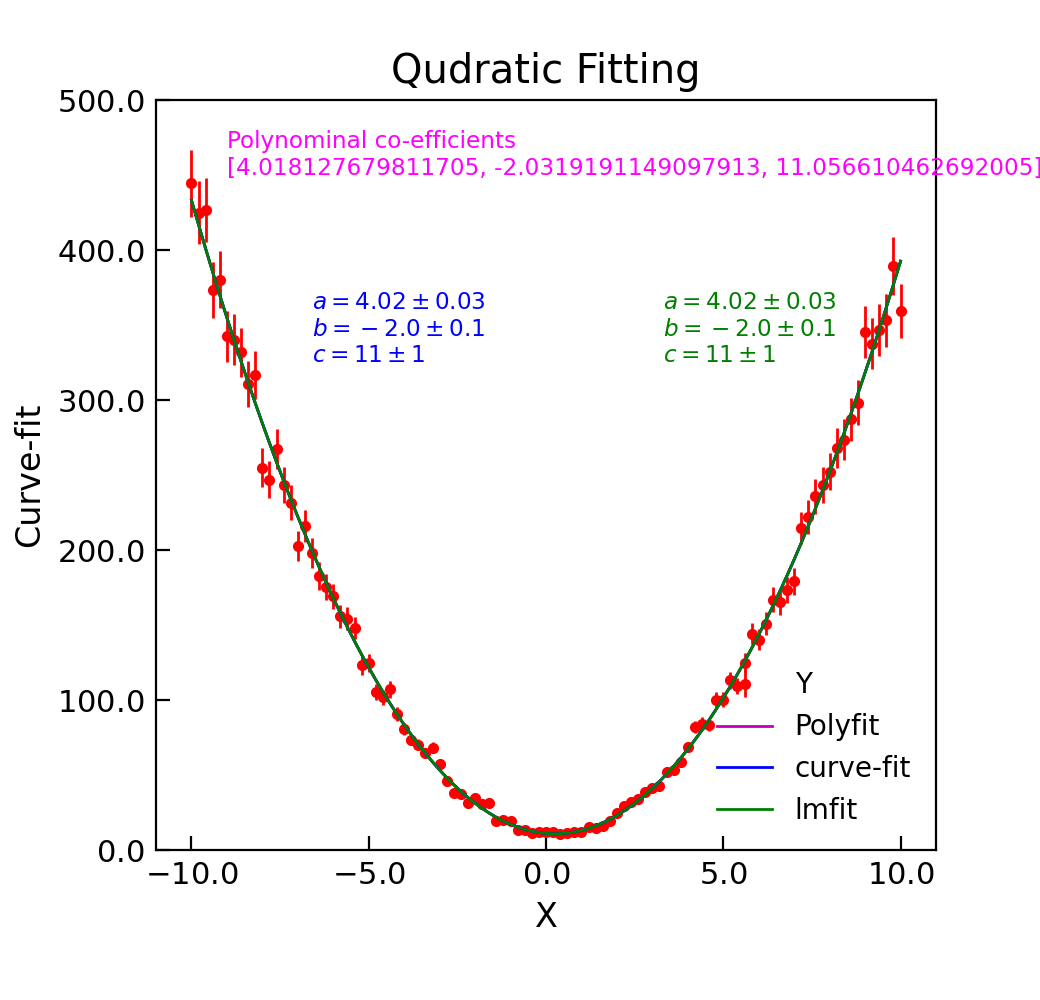 Qudratic Fitting
500.0
400.0
300.0
200.0
100.0
0.0
Curve-fit
Polynominal co-efficients
[4.018127679811705, -2.0319191149097913, 11.056610462692005]
a = 4.02 ± 0.03
b = −2.0 ± 0.1
c = 11 ± 1
a = 4.02 ± 0.03
b = −2.0 ± 0.1
c = 11 ± 1
Y
Polyfit
curve-fit
lmfit
−10.0 −5.0 0.0 5.0 10.0
X